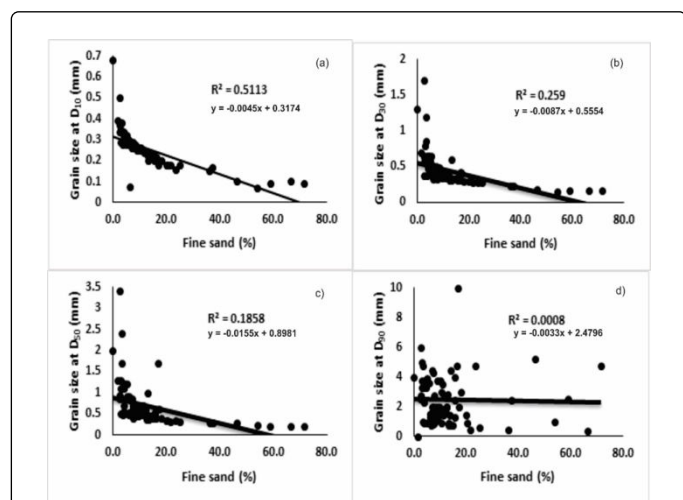 (a)
R² = 0.5113
y = -0.0045x + 0.3174
Grain size at D₁₀ (mm)
0.7
0.6
0.5
0.4
0.3
0.2
0.1
0
0.0 20.0 40.0 60.0 80.0
Fine sand (%)
(b)
R² = 0.259
y = -0.0087x + 0.5554
Grain size at D₃₀ (mm)
2
1.5
1
0.5
0
0.0 20.0 40.0 60.0 80.0
Fine sand (%)
c)
R² = 0.1858
y = -0.0155x + 0.8981
Grain size at D₅₀ (mm)
3.5
3
2.5
2
1.5
1
0.5
0
0.0 20.0 40.0 60.0 80.0
Fine sand (%)
d)
R² = 0.0008
y = -0.0033x + 2.4796
Grain size at D₉₀ (mm)
10
8
6
4
2
0
0.0 20.0 40.0 60.0 80.0
Fine sand (%)